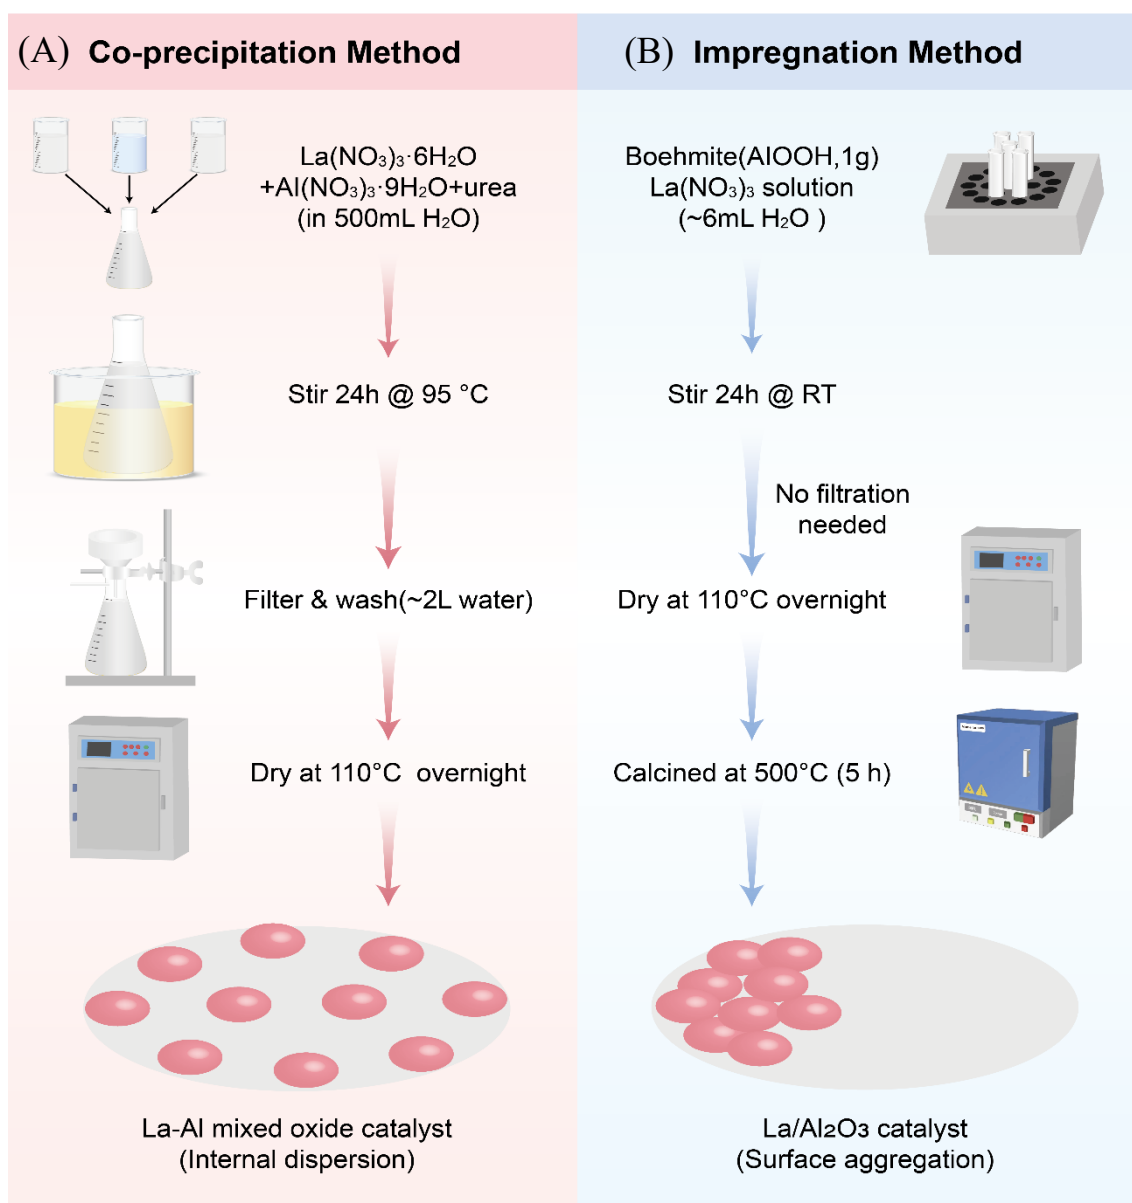 (A) Co-precipitation Method
La(NO₃)₃·6H₂O
+Al(NO₃)₃·9H₂O+urea
(in 500mL H₂O)
Stir 24h @ 95 °C
Filter & wash(~2L water)
Dry at 110°C overnight
La-Al mixed oxide catalyst
(Internal dispersion)
(B) Impregnation Method
Boehmite(AlOOH,1g)
La(NO₃)₃ solution
(~6mL H₂O )
Stir 24h @ RT
No filtration
needed
Dry at 110°C overnight
Calcined at 500°C (5 h)
La/Al₂O₃ catalyst
(Surface aggregation)